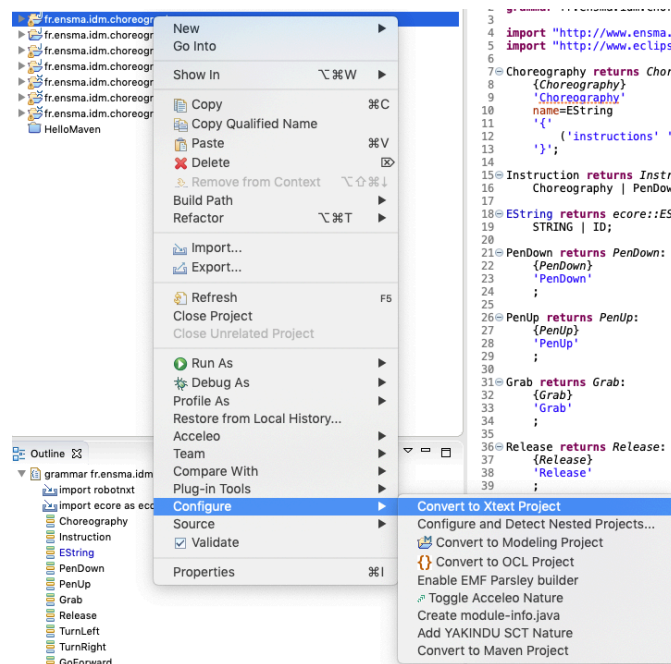 fr.ensma.idm.choreogr
fr.ensma.idm.choreogr
fr.ensma.idm.choreogr
fr.ensma.idm.choreogr
fr.ensma.idm.choreogr
fr.ensma.idm.choreogr
fr.ensma.idm.choreogr
HelloMaven
New
Go Into
Show In ⌥⌘W
Copy ⌘C
Copy Qualified Name
Paste ⌘V
Delete ⌦
Remove from Context ⌥⇧⌘↓
Build Path
Refactor ⌥⌘T
Import...
Export...
Refresh F5
Close Project
Close Unrelated Project
Run As
Debug As
Profile As
Restore from Local History...
Acceleo
Team
Compare With
Plug-in Tools
Configure
Source
Validate
Properties ⌘I
Convert to Xtext Project
Configure and Detect Nested Projects...
Convert to Modeling Project
Convert to OCL Project
Enable EMF Parsley builder
Toggle Acceleo Nature
Create module-info.java
Add YAKINDU SCT Nature
Convert to Maven Project
3
4 import "http://www.ensma.
5 import "http://www.eclips
6
7 Choreography returns Chor
8 {Choreography}
9 'Choreography'
10 name=EString
11 '{'
12 ('instructions' '
13 '}';
14
15 Instruction returns Instr
16 Choreography | PenDow
17
18 EString returns ecore::ES
19 STRING | ID;
20
21 PenDown returns PenDown:
22 {PenDown}
23 'PenDown'
24 ;
25
26 PenUp returns PenUp:
27 {PenUp}
28 'PenUp'
29 ;
30
31 Grab returns Grab:
32 {Grab}
33 'Grab'
34 ;
35
36 Release returns Release:
37 {Release}
38 'Release'
39 ;
Outline
grammar fr.ensma.idm
import robotnxt
import ecore as eco
Choreography
Instruction
EString
PenDown
PenUp
Grab
Release
TurnLeft
TurnRight
GoForward